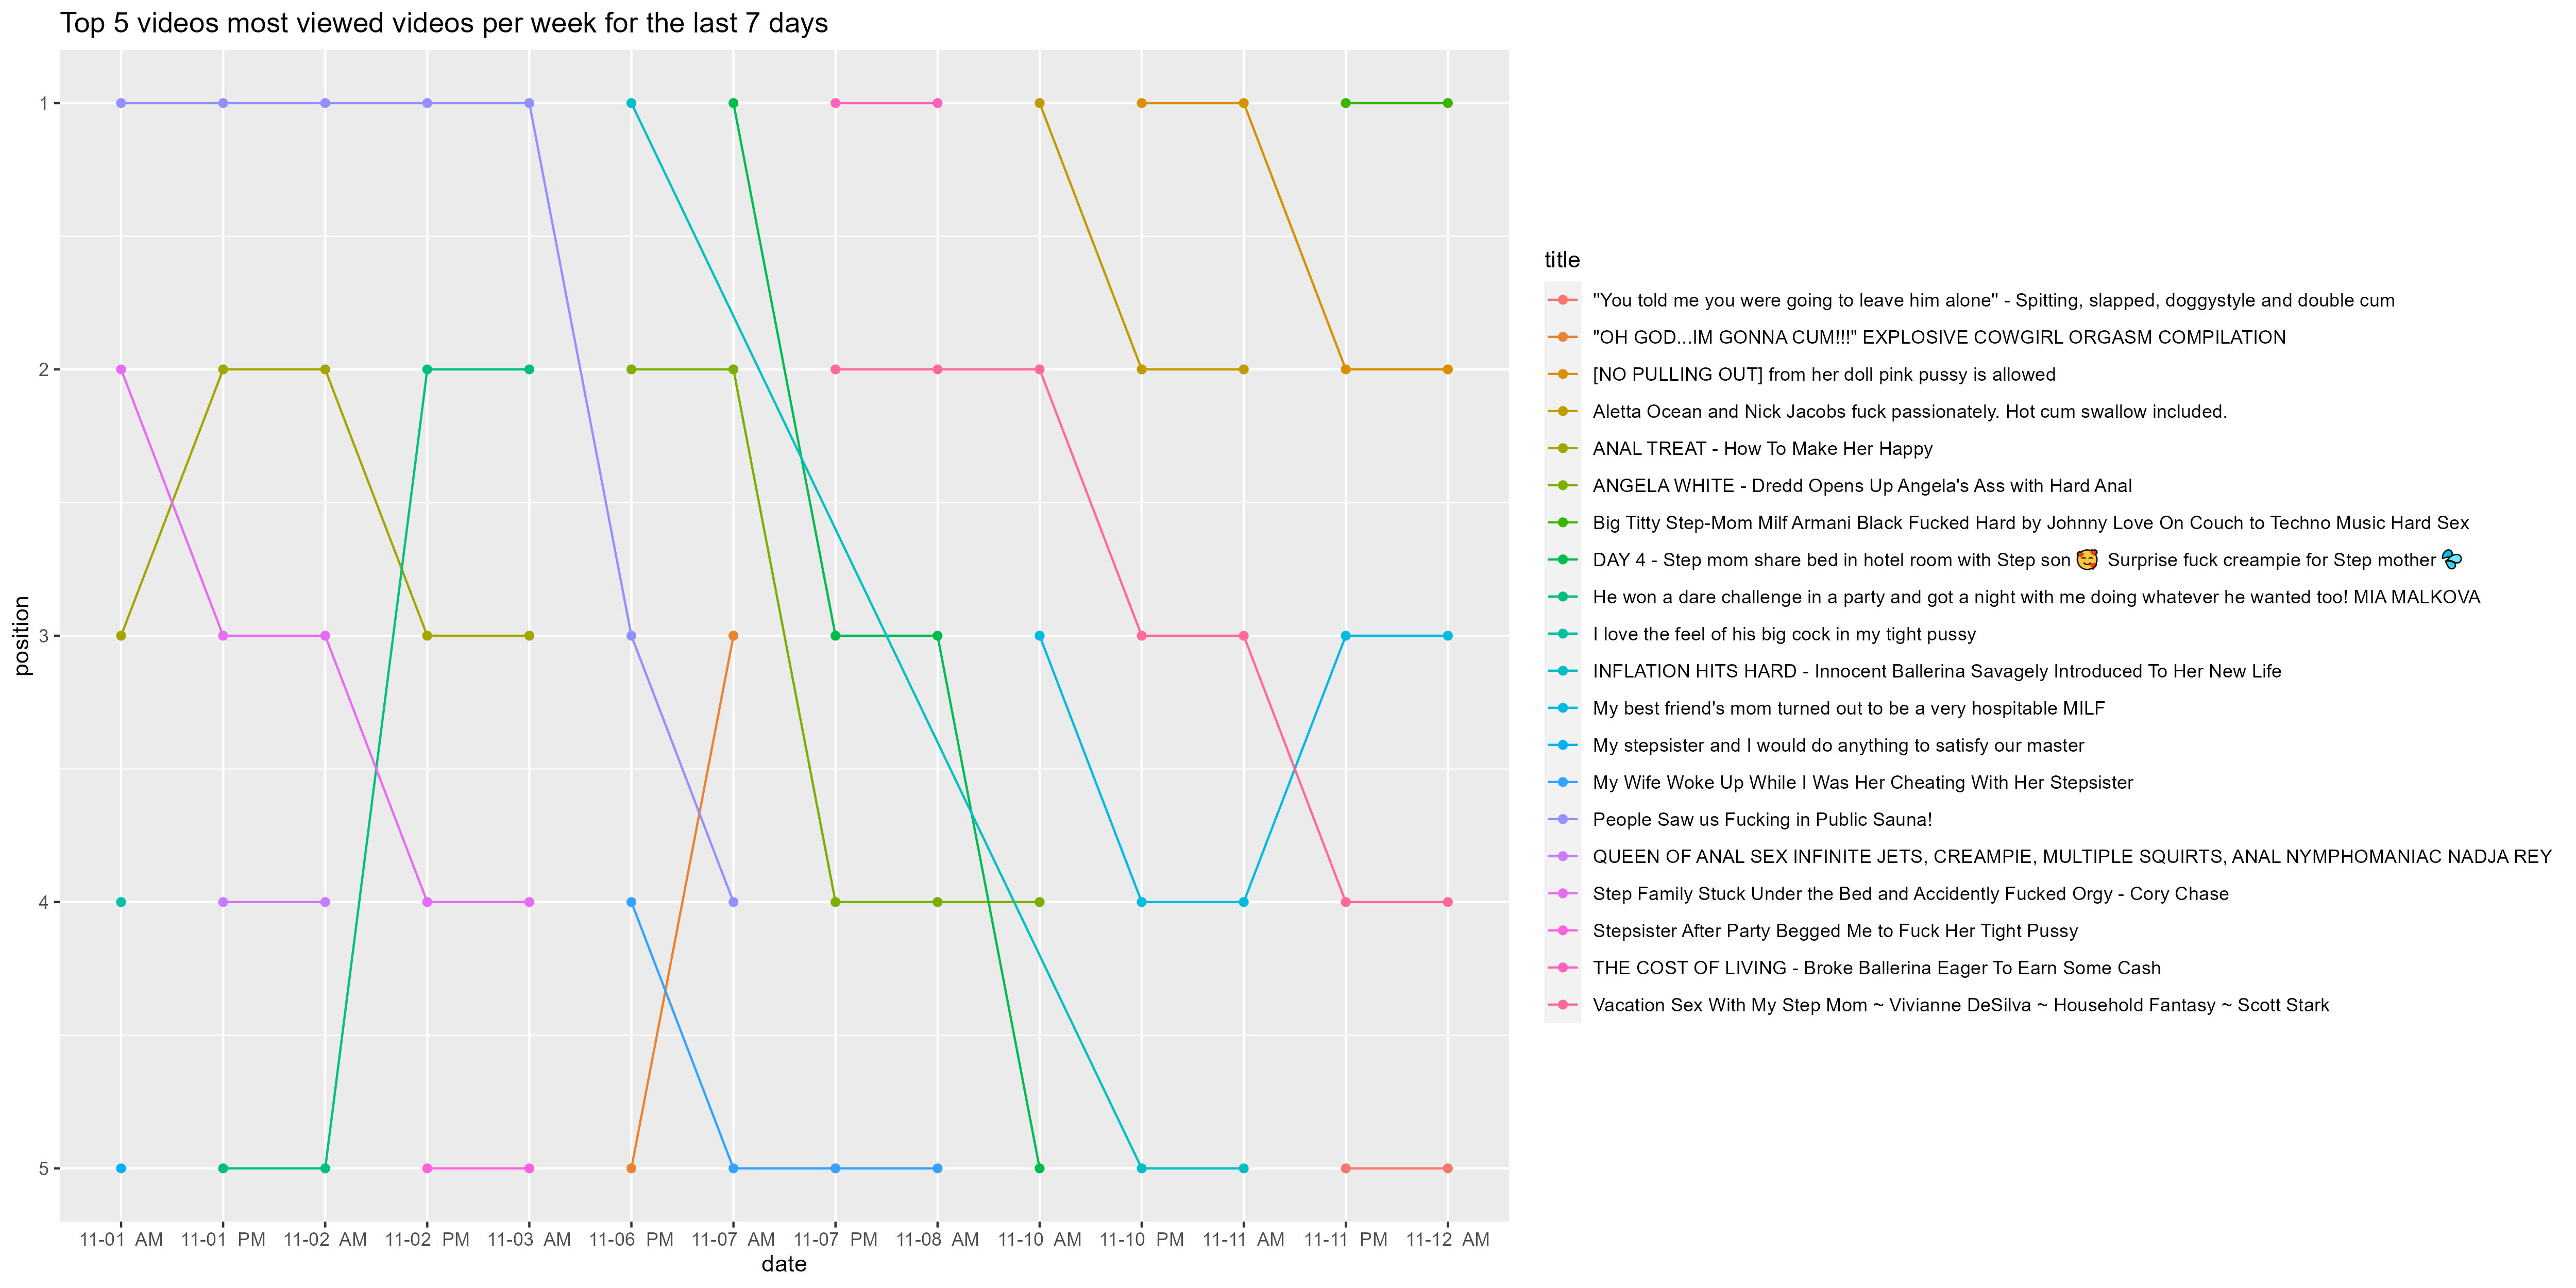 Top 5 videos most viewed videos per week for the last 7 days
position
1
2
3
4
5
11-01 AM
11-01 PM
11-02 AM
11-02 PM
11-03 AM
11-06 PM
11-07 AM
11-07 PM
11-08 AM
11-10 AM
11-10 PM
11-11 AM
11-11 PM
11-12 AM
date
title
"You told me you were going to leave him alone" - Spitting, slapped, doggystyle and double cum
"OH GOD...IM GONNA CUM!!!" EXPLOSIVE COWGIRL ORGASM COMPILATION
[NO PULLING OUT] from her doll pink pussy is allowed
Aletta Ocean and Nick Jacobs fuck passionately. Hot cum swallow included.
ANAL TREAT - How To Make Her Happy
ANGELA WHITE - Dredd Opens Up Angela's Ass with Hard Anal
Big Titty Step-Mom Milf Armani Black Fucked Hard by Johnny Love On Couch to Techno Music Hard Sex
DAY 4 - Step mom share bed in hotel room with Step son 🥰 Surprise fuck creampie for Step mother 💦
He won a dare challenge in a party and got a night with me doing whatever he wanted too! MIA MALKOVA
I love the feel of his big cock in my tight pussy
INFLATION HITS HARD - Innocent Ballerina Savagely Introduced To Her New Life
My best friend's mom turned out to be a very hospitable MILF
My stepsister and I would do anything to satisfy our master
My Wife Woke Up While I Was Her Cheating With Her Stepsister
People Saw us Fucking in Public Sauna!
QUEEN OF ANAL SEX INFINITE JETS, CREAMPIE, MULTIPLE SQUIRTS, ANAL NYMPHOMANIAC NADJA REY
Step Family Stuck Under the Bed and Accidently Fucked Orgy - Cory Chase
Stepsister After Party Begged Me to Fuck Her Tight Pussy
THE COST OF LIVING - Broke Ballerina Eager To Earn Some Cash
Vacation Sex With My Step Mom ~ Vivianne DeSilva ~ Household Fantasy ~ Scott Stark